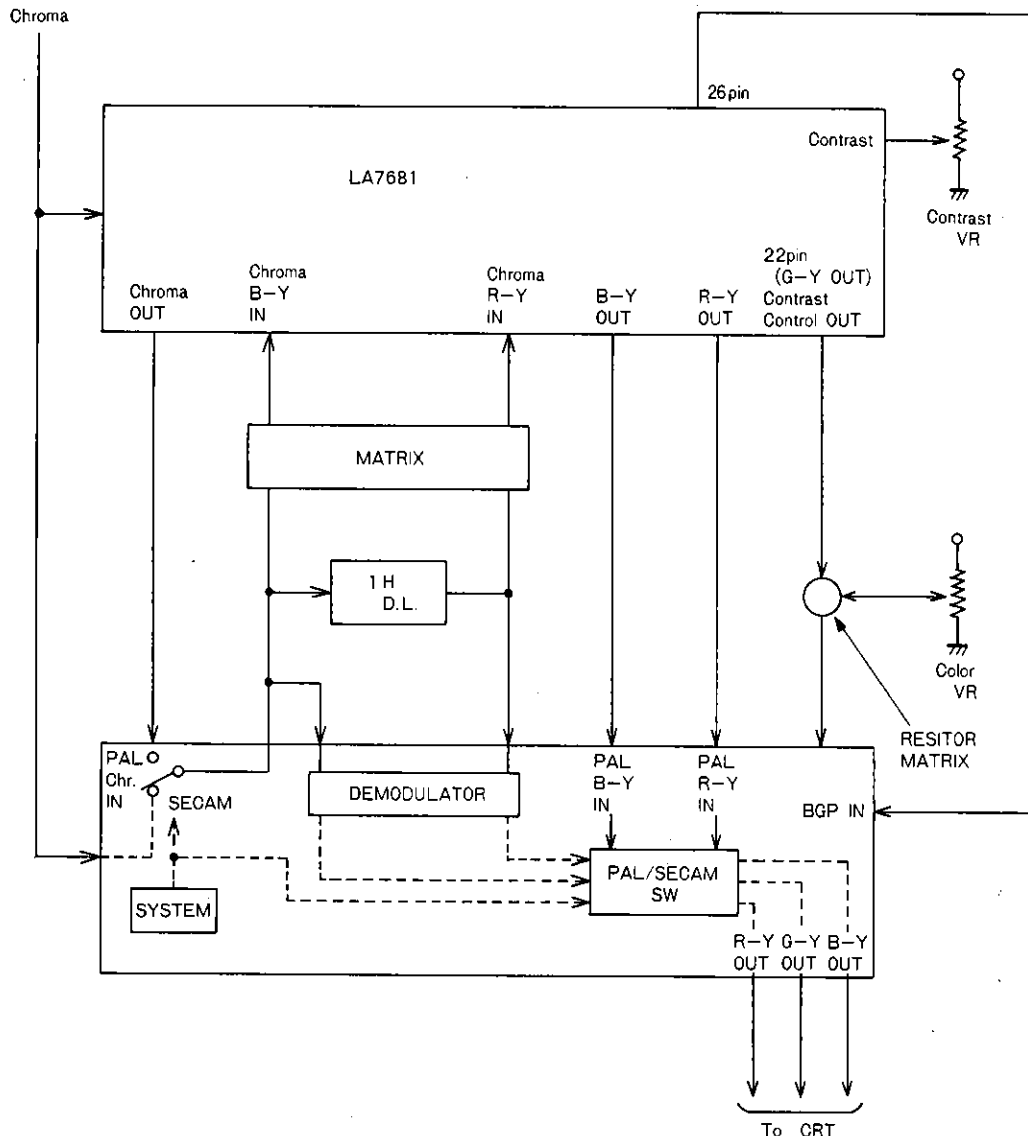 Chroma
26pin
Contrast
LA7681
Contrast
VR
22pin
(G-Y OUT)
Contrast
Control OUT
Chroma
OUT
Chroma
B-Y
IN
Chroma
R-Y
IN
B-Y
OUT
R-Y
OUT
MATRIX
1H
D.L.
Color
VR
RESITOR
MATRIX
PAL
Chr.
IN
SECAM
DEMODULATOR
PAL
B-Y
IN
PAL
R-Y
IN
BGP IN
SYSTEM
PAL/SECAM
SW
R-Y
OUT
G-Y
OUT
B-Y
OUT
To CRT